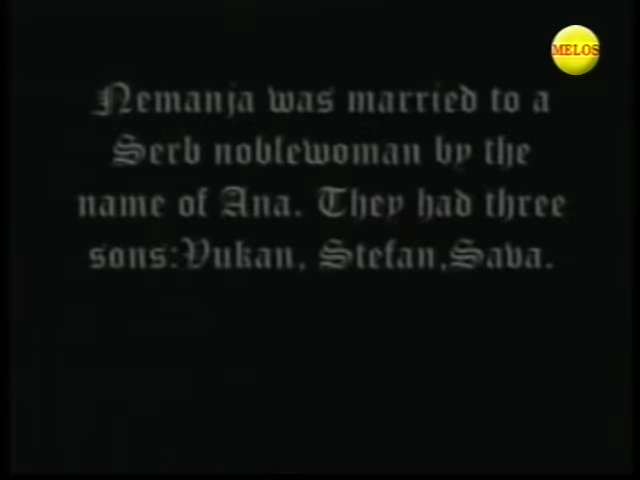 MELOS
Nemanja was married to a
Serb noblewoman by the
name of Ana. They had three
sons:Vukan, Stefan,Sava.